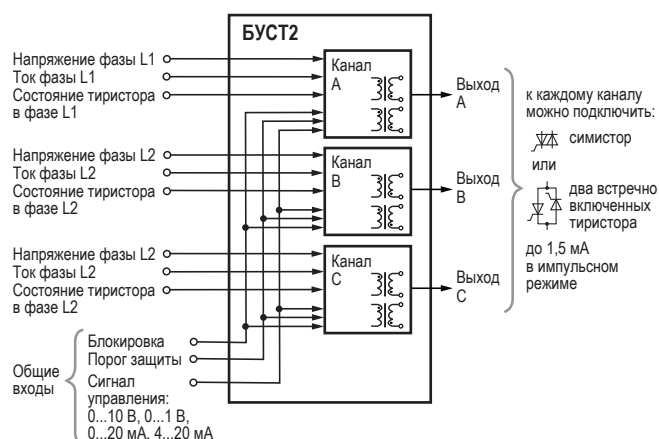 БУСТ2
Напряжение фазы L1
Ток фазы L1
Состояние тиристора
в фазе L1
Канал
A
Выход
A
Напряжение фазы L2
Ток фазы L2
Состояние тиристора
в фазе L2
Канал
B
Выход
B
Напряжение фазы L2
Ток фазы L2
Состояние тиристора
в фазе L2
Канал
C
Выход
C
Общие
входы
Блокировка
Порог защиты
Сигнал
управления:
0...10 В, 0...1 В,
0...20 мА, 4...20 мА
к каждому каналу
можно подключить:
симистор
или
два встречно
включенных
тиристора
до 1,5 мА
в импульсном
режиме